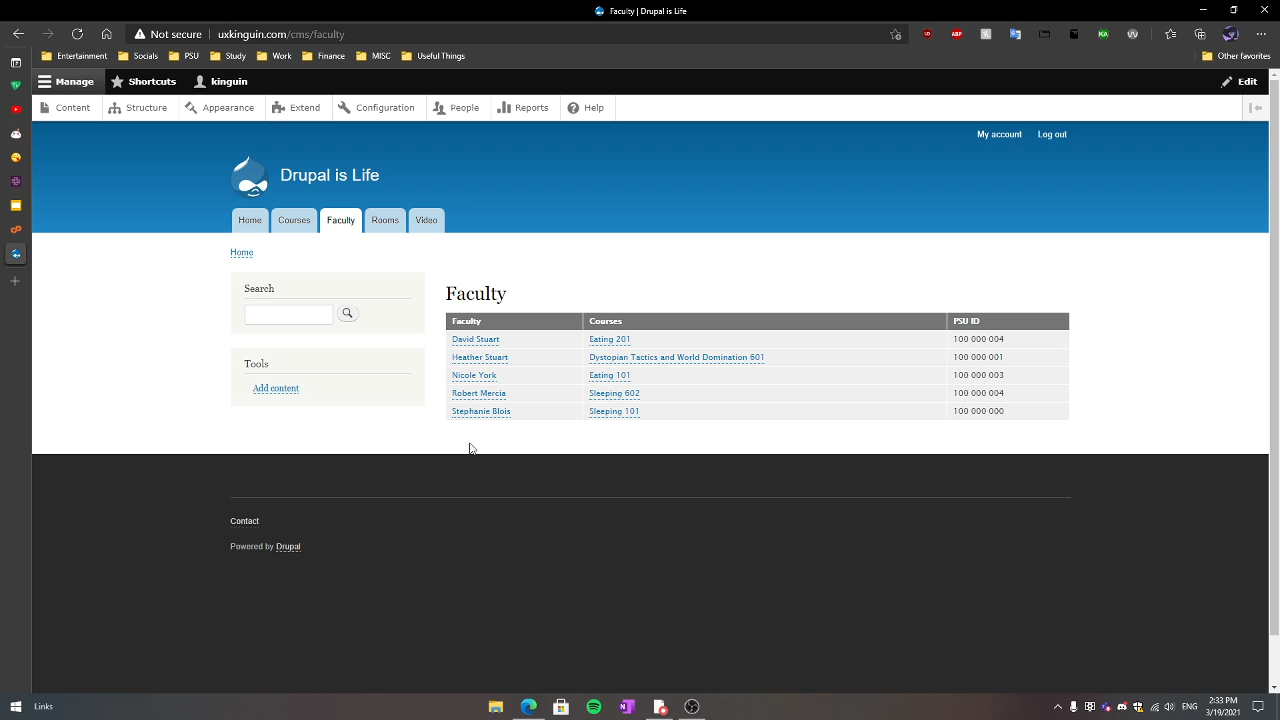 Faculty | Drupal is Life
Not secure uxkinguin.com/cms/faculty
Entertainment Socials PSU Study Work Finance MISC Useful Things Other favorites
Manage Shortcuts kinguin Edit
Content Structure Appearance Extend Configuration People Reports Help
My account Log out
Drupal is Life
Home Courses Faculty Rooms Video
Home
Search
Tools
Add content
Faculty
Faculty Courses PSU ID
David Stuart Eating 201 100 000 004
Heather Stuart Dystopian Tactics and World Domination 601 100 000 001
Nicole York Eating 101 100 000 003
Robert Mercia Sleeping 602 100 000 004
Stephanie Blois Sleeping 101 100 000 000
Contact
Powered by Drupal
Links
ENG
2:33 PM
3/19/2021